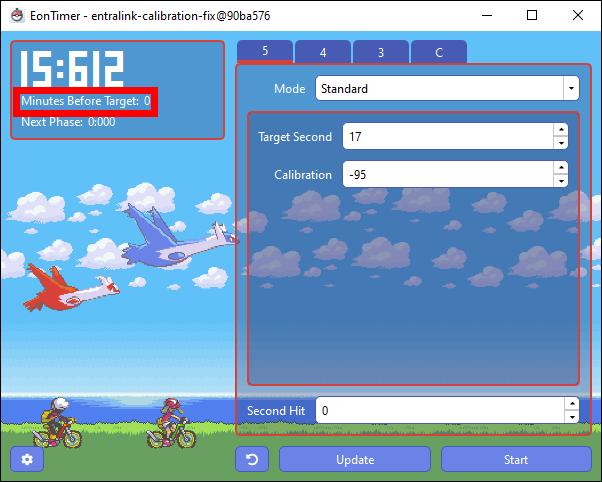 EonTimer - entralink-calibration-fix@90ba576
15:612
Minutes Before Target: 0
Next Phase: 0:000
5
4
3
C
Mode
Standard
Target Second
17
Calibration
-95
Second Hit
0
Update
Start